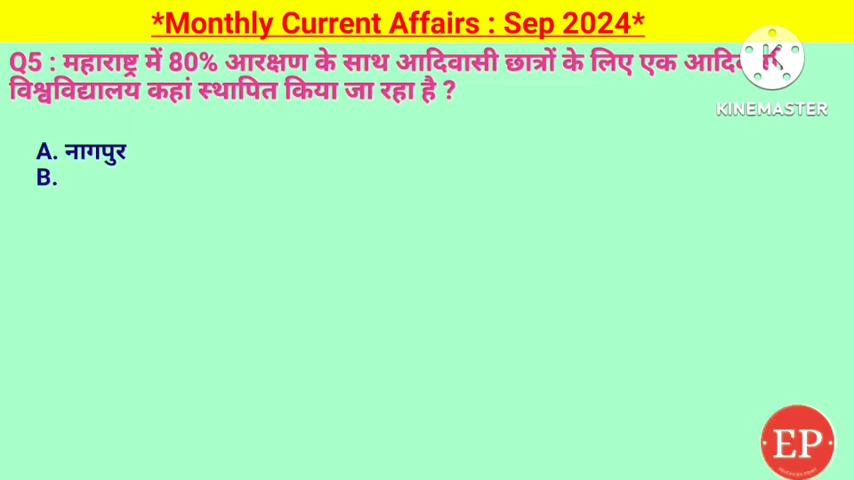 *Monthly Current Affairs : Sep 2024*
Q5 : महाराष्ट्र में 80% आरक्षण के साथ आदिवासी छात्रों के लिए एक
विश्वविद्यालय कहां स्थापित किया जा रहा है ?
KINEMASTER
A. नागपुर
B.
EP